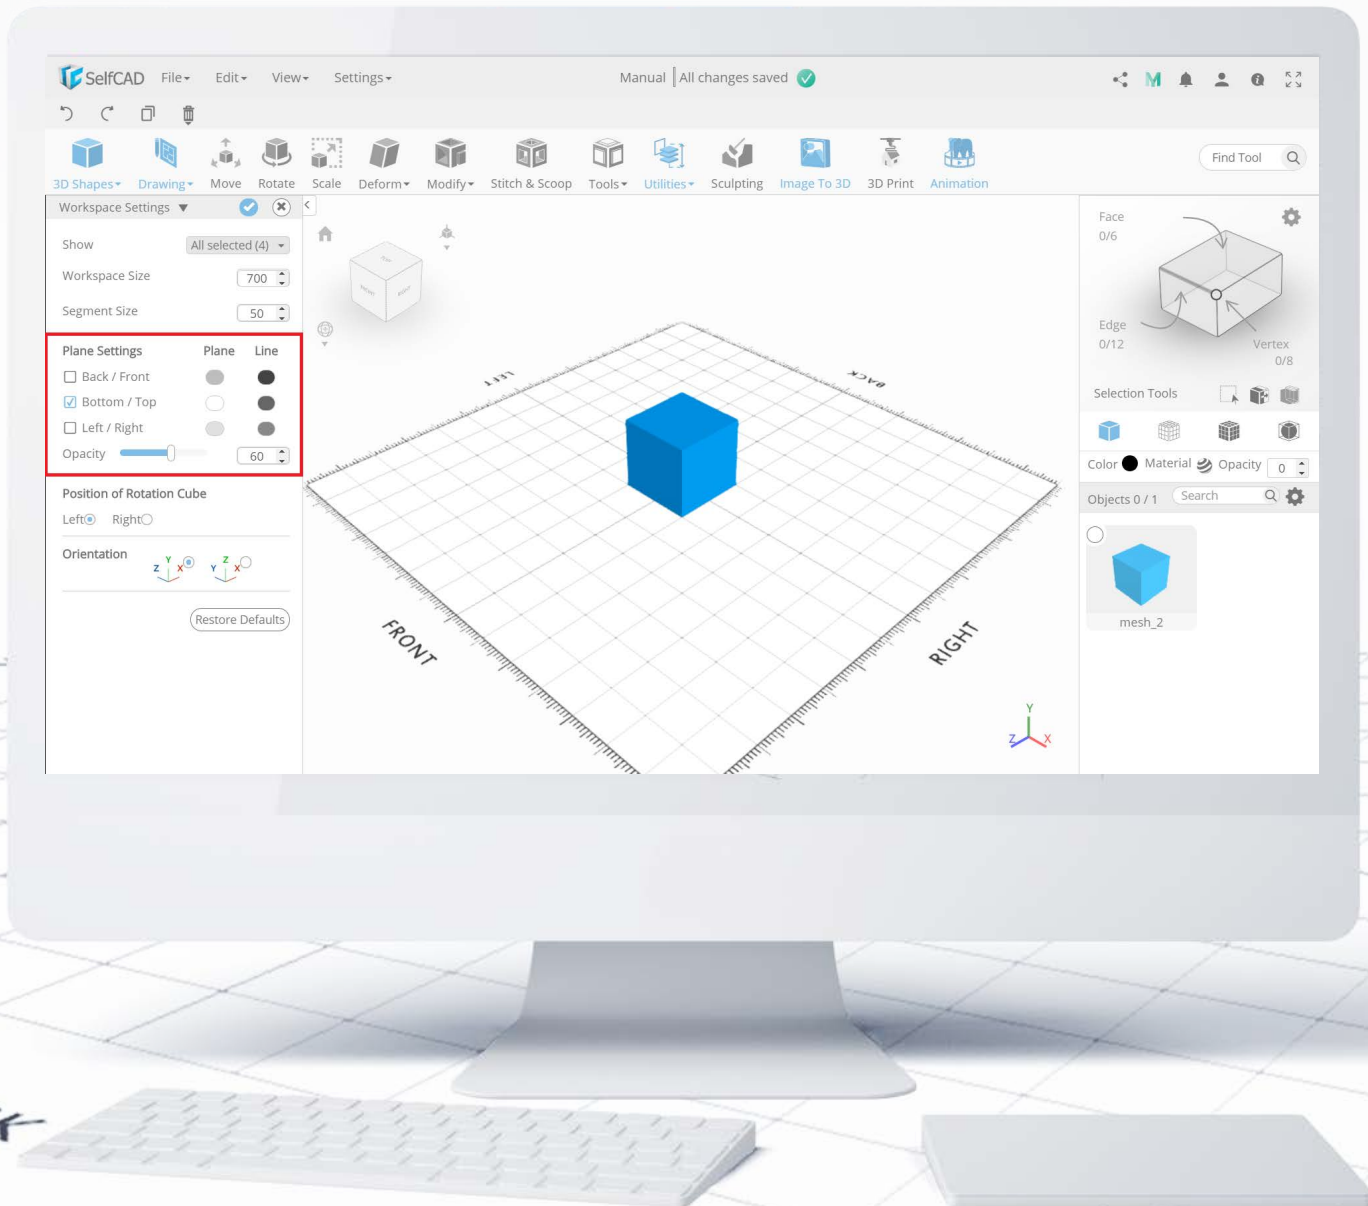 SelfCAD File Edit View Settings Manual All changes saved
3D Shapes Drawing Move Rotate Scale Deform Modify Stitch & Scoop Tools Utilities Sculpting Image To 3D 3D Print Animation Find Tool
Workspace Settings
Show All selected (4)
Workspace Size 700
Segment Size 50
Plane Settings Plane Line
Back / Front
Bottom / Top
Left / Right
Opacity 60
Position of Rotation Cube
Left Right
Orientation Z Y X Y Z X
Restore Defaults
TOP
FRONT RIGHT
LEFT BACK
FRONT RIGHT
Y
Z X
Face
0/6
Edge
0/12
Vertex
0/8
Selection Tools
Color Material Opacity 0
Objects 0 / 1 Search
mesh_2